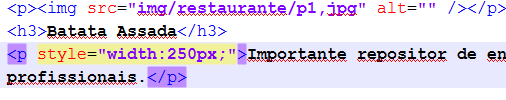 <p><img src="img/restaurante/p1,jpg" alt="" /></p>
<h3>Batata Assada</h3>
<p style="width:250px;">Importante repositor de en
profissionais.</p>